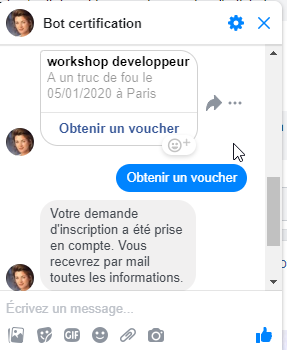 Bot certification
workshop developpeur
A un truc de fou le
05/01/2020 à Paris
Obtenir un voucher
Obtenir un voucher
Votre demande
d'inscription a été prise
en compte. Vous
recevrez par mail
toutes les informations.
Écrivez un message...
GIF